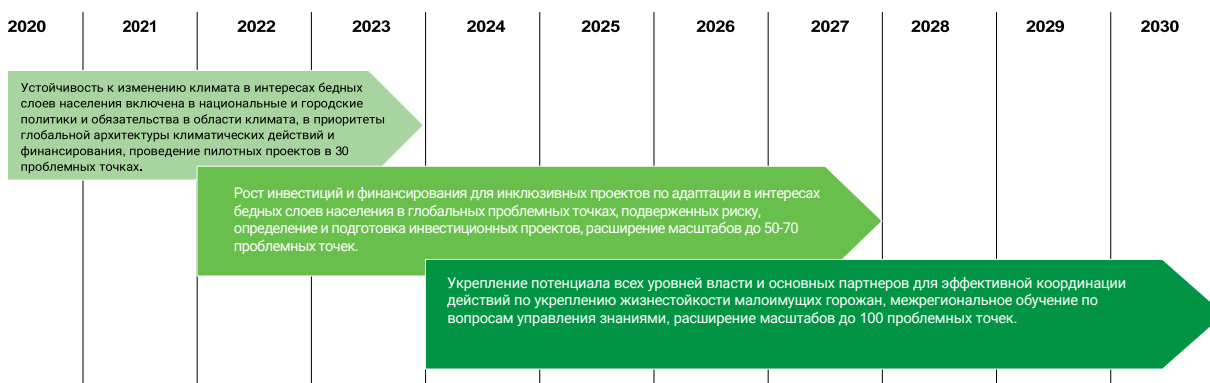 2020 2021 2022 2023 2024 2025 2026 2027 2028 2029 2030
Устойчивость к изменению климата в интересах бедных
слоев населения включена в национальные и городские
политики и обязательства в области климата, в приоритеты
глобальной архитектуры климатических действий и
финансирования, проведение пилотных проектов в 30
проблемных точках.
Рост инвестиций и финансирования для инклюзивных проектов по адаптации в интересах
бедных слоев населения в глобальных проблемных точках, подверженных риску,
определение и подготовка инвестиционных проектов, расширение масштабов до 50-70
проблемных точек.
Укрепление потенциала всех уровней власти и основных партнеров для эффективной координации
действий по укреплению жизнестойкости малоимущих горожан, межрегиональное обучение по
вопросам управления знаниями, расширение масштабов до 100 проблемных точек.